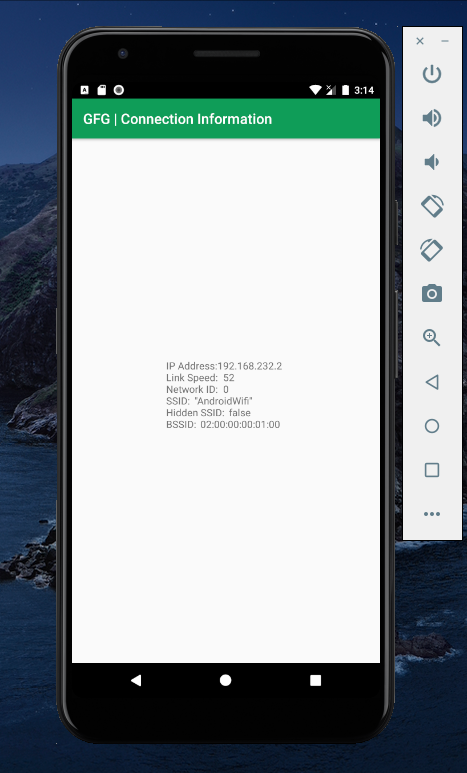 3:14
GFG | Connection Information
IP Address:192.168.232.2
Link Speed: 52
Network ID: 0
SSID: "AndroidWifi"
Hidden SSID: false
BSSID: 02:00:00:00:01:00